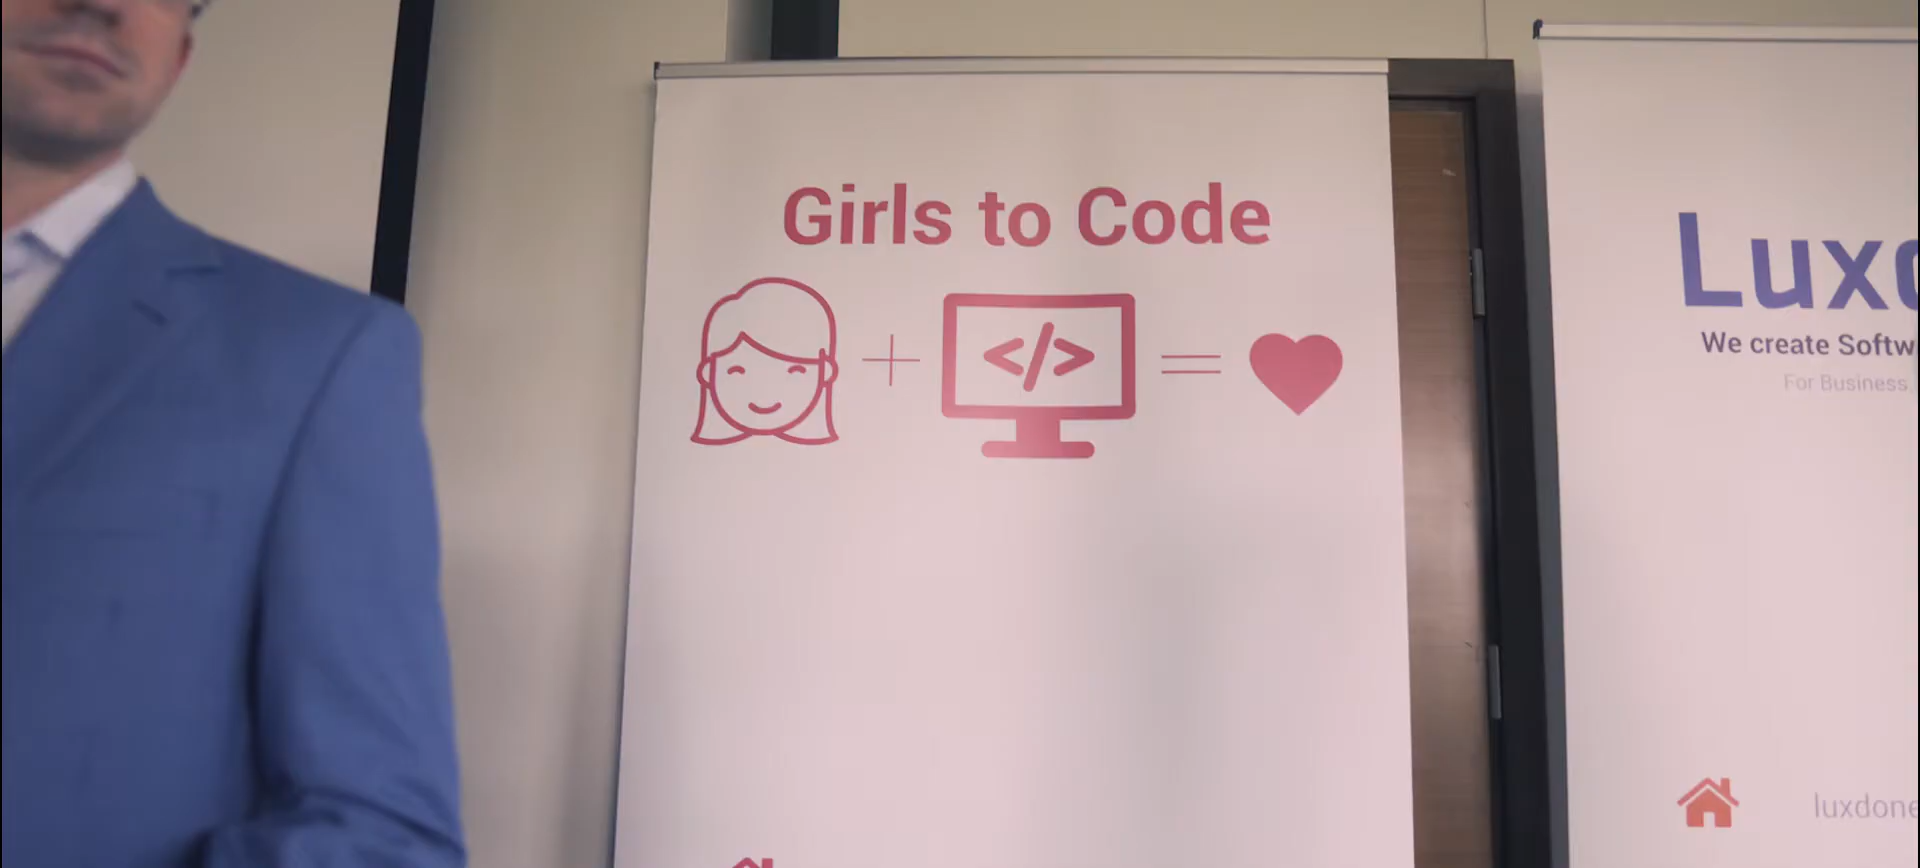 Girls to Code
</>
Lux
We create Softw
For Business
luxdone